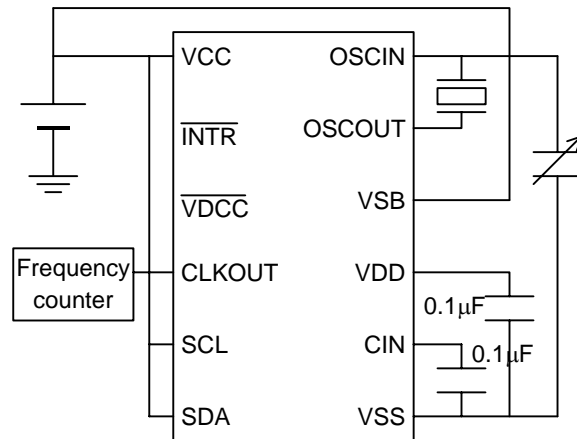 VCC OSCIN
INTR OSCOUT
VDCC VSB
Frequency
counter
CLKOUT VDD
0.1μF
SCL CIN
0.1μF
SDA VSS